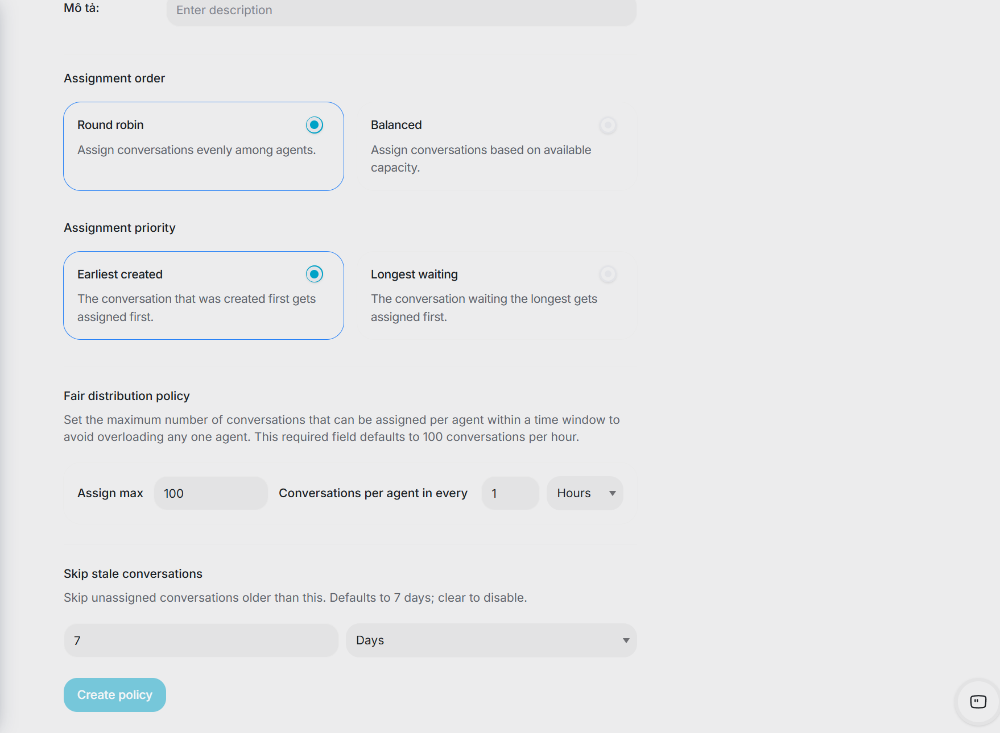 Mô tả:
Enter description
Assignment order
Round robin
Assign conversations evenly among agents.
Balanced
Assign conversations based on available
capacity.
Assignment priority
Earliest created
The conversation that was created first gets
assigned first.
Longest waiting
The conversation waiting the longest gets
assigned first.
Fair distribution policy
Set the maximum number of conversations that can be assigned per agent within a time window to
avoid overloading any one agent. This required field defaults to 100 conversations per hour.
Assign max 100 Conversations per agent in every 1 Hours
Skip stale conversations
Skip unassigned conversations older than this. Defaults to 7 days; clear to disable.
7 Days
Create policy